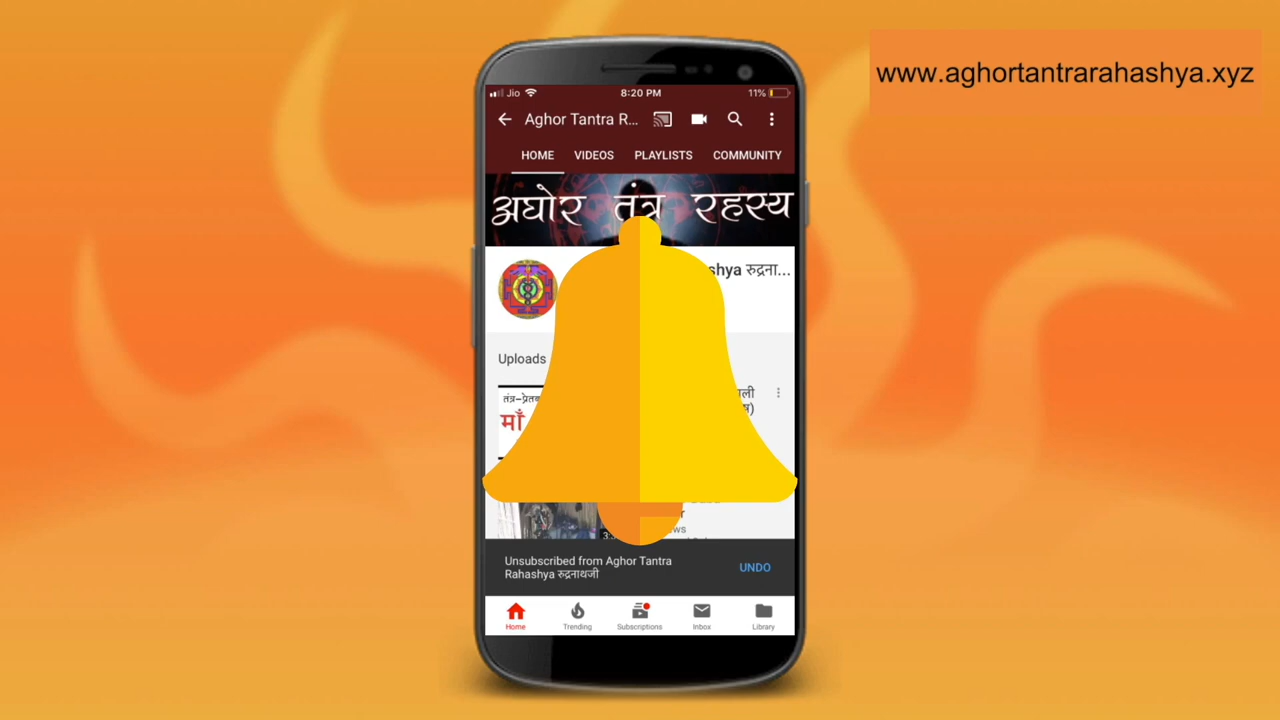 www.aghortantrarahashya.xyz
Jio 8:20 PM 11%
Aghor Tantra R...
HOME VIDEOS PLAYLISTS COMMUNITY
अघोर तंत्र रहस्य
रुद्रना...
Uploads
माँ
Unsubscribed from Aghor Tantra
Rahashya रुद्रनाथजी
UNDO
Home Trending Subscriptions Inbox Library